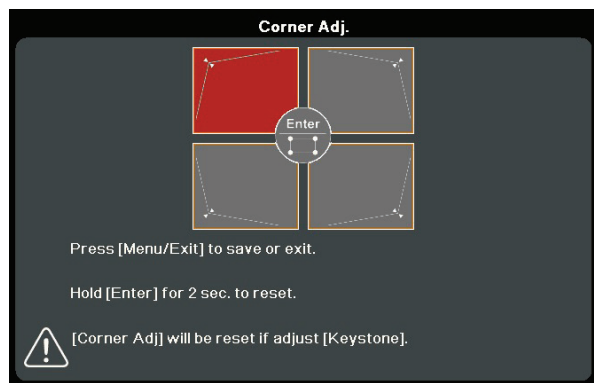 Corner Adj.
Enter
Press [Menu/Exit] to save or exit.
Hold [Enter] for 2 sec. to reset.
[Corner Adj] will be reset if adjust [Keystone].